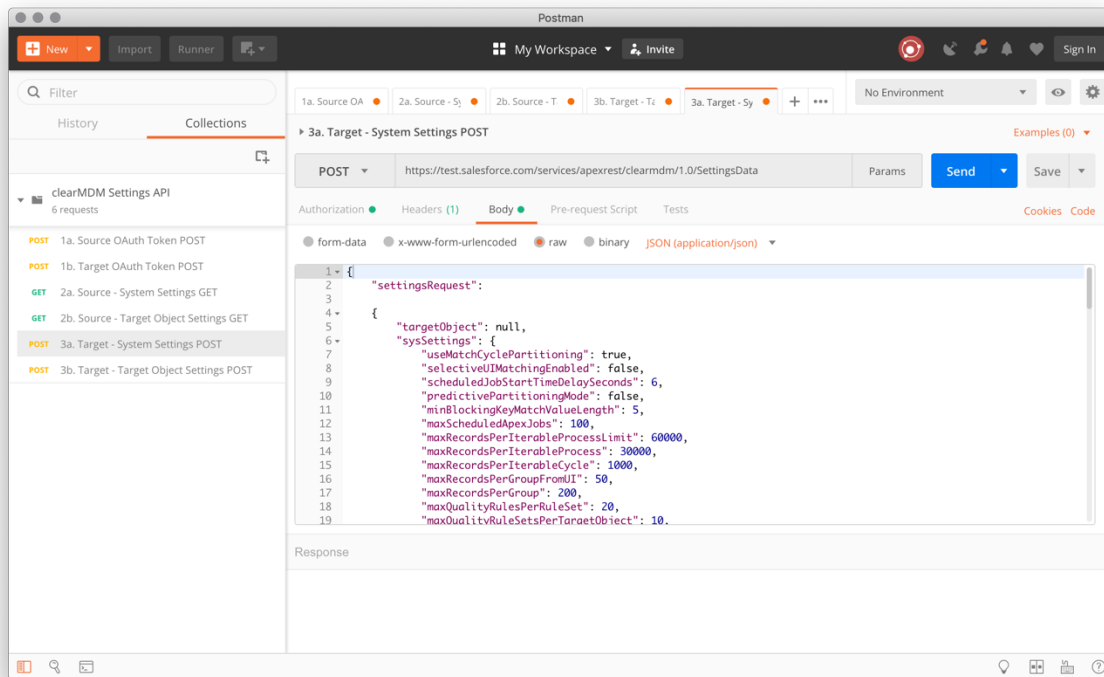 Postman
New
Import
Runner
My Workspace
Invite
Sign In
Filter
History
Collections
clearMDM Settings API
6 requests
POST 1a. Source OAuth Token POST
POST 1b. Target OAuth Token POST
GET 2a. Source - System Settings GET
GET 2b. Source - Target Object Settings GET
POST 3a. Target - System Settings POST
POST 3b. Target - Target Object Settings POST
1a. Source OA
2a. Source - Sy
2b. Source - T
3b. Target - Ta
3a. Target - Sy
No Environment
3a. Target - System Settings POST
Examples (0)
POST
https://test.salesforce.com/services/apexrest/clearmdm/1.0/SettingsData
Params
Send
Save
Authorization
Headers (1)
Body
Pre-request Script
Tests
Cookies
Code
form-data
x-www-form-urlencoded
raw
binary
JSON (application/json)
1 {
2 "settingsRequest":
3
4 {
5 "targetObject": null,
6 "sysSettings": {
7 "useMatchCyclePartitioning": true,
8 "selectiveUIMatchingEnabled": false,
9 "scheduledJobStartTimeDelaySeconds": 6,
10 "predictivePartitioningMode": false,
11 "minBlockingKeyMatchValueLength": 5,
12 "maxScheduledApexJobs": 100,
13 "maxRecordsPerIterableProcessLimit": 60000,
14 "maxRecordsPerIterableProcess": 30000,
15 "maxRecordsPerIterableCycle": 1000,
16 "maxRecordsPerGroupFromUI": 50,
17 "maxRecordsPerGroup": 200,
18 "maxQualityRulesPerRuleSet": 20,
19 "maxQualityRuleSetsPerTargetObject": 10,
Response